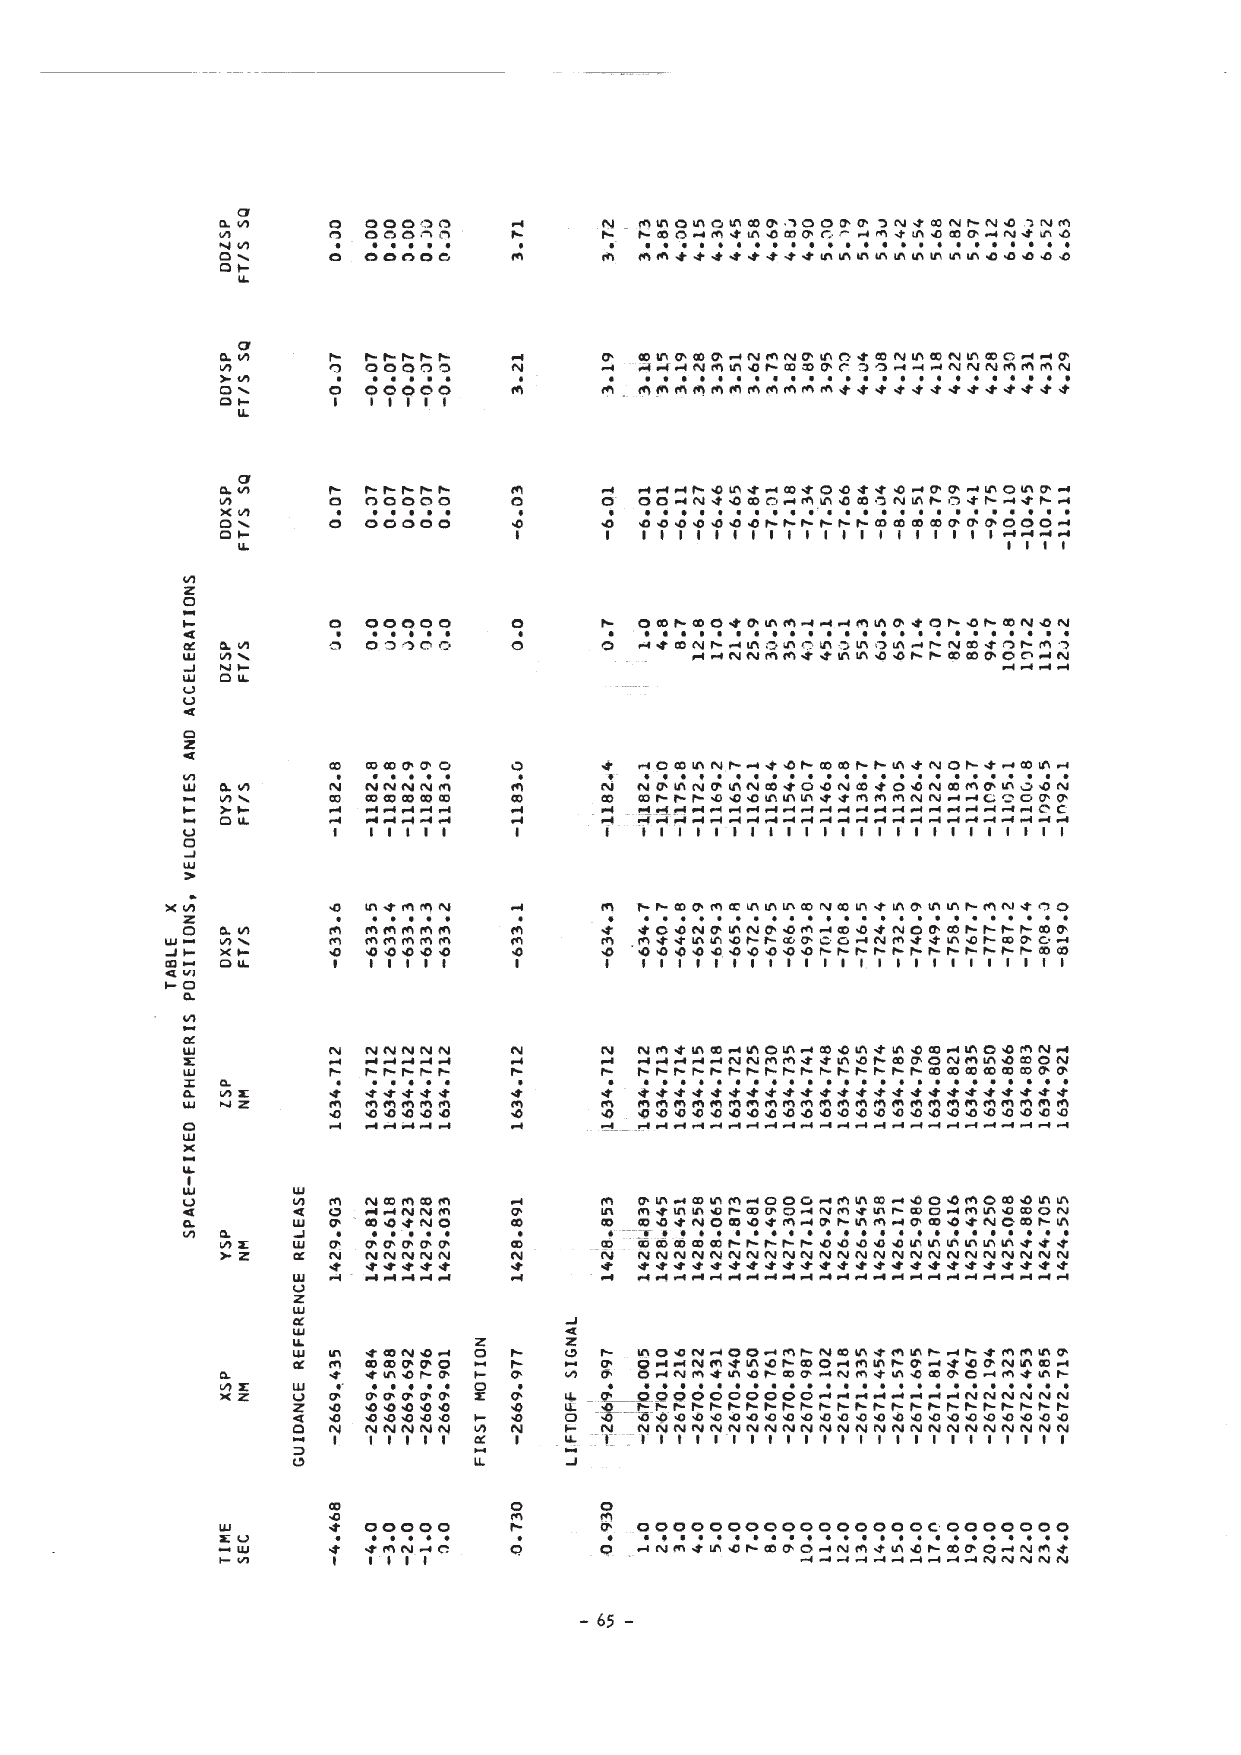 TABLE X
SPACE-FIXED EPHEMERIS POSITIONS, VELOCITIES AND ACCELERATIONS
TIME XSP YSP ZSP DXSP DYSP DZSP DDXSP DDYSP DDZSP
SEC NM NM NM FT/S FT/S FT/S FT/S SQ FT/S SQ FT/S SQ
GUIDANCE REFERENCE RELEASE
-4.468 -2669.435 1429.903 1634.712 -633.6 -1182.8 0.0 0.07 -0.07 0.00
-4.0 -2669.484 1429.812 1634.712 -633.5 -1182.8 0.0 0.07 -0.07 0.00
-3.0 -2669.588 1429.618 1634.712 -633.4 -1182.8 0.0 0.07 -0.07 0.00
-2.0 -2669.692 1429.423 1634.712 -633.3 -1182.9 0.0 0.07 -0.07 0.00
-1.0 -2669.796 1429.228 1634.712 -633.3 -1182.9 0.0 0.07 -0.07 0.00
0.0 -2669.901 1429.033 1634.712 -633.2 -1183.0 0.0 0.07 -0.07 0.00
FIRST MOTION
0.730 -2669.977 1428.891 1634.712 -633.1 -1183.0 0.0 -6.03 3.21 3.71
LIFTOFF SIGNAL
0.930 -2669.997 1428.853 1634.712 -634.3 -1182.4 0.7 -6.01 3.19 3.72
1.0 -2670.005 1428.839 1634.712 -634.7 -1182.1 1.0 -6.01 3.18 3.73
2.0 -2670.110 1428.645 1634.713 -640.7 -1179.0 4.8 -6.01 3.15 3.85
3.0 -2670.216 1428.451 1634.714 -646.8 -1175.8 8.7 -6.11 3.19 4.00
4.0 -2670.322 1428.258 1634.715 -652.9 -1172.5 12.8 -6.27 3.28 4.15
5.0 -2670.431 1428.065 1634.718 -659.3 -1169.2 17.0 -6.46 3.39 4.30
6.0 -2670.540 1427.873 1634.721 -665.8 -1165.7 21.4 -6.65 3.51 4.45
7.0 -2670.650 1427.681 1634.725 -672.5 -1162.1 25.9 -6.84 3.62 4.58
8.0 -2670.761 1427.490 1634.730 -679.5 -1158.4 30.5 -7.01 3.73 4.69
9.0 -2670.873 1427.300 1634.735 -686.5 -1154.6 35.3 -7.18 3.82 4.80
10.0 -2670.987 1427.110 1634.741 -693.8 -1150.7 40.1 -7.34 3.89 4.90
11.0 -2671.102 1426.921 1634.748 -701.2 -1146.8 45.1 -7.50 3.95 5.00
12.0 -2671.218 1426.733 1634.756 -708.8 -1142.8 50.1 -7.66 4.00 5.09
13.0 -2671.335 1426.545 1634.765 -716.5 -1138.7 55.3 -7.84 4.04 5.19
14.0 -2671.454 1426.358 1634.774 -724.4 -1134.7 60.5 -8.04 4.08 5.30
15.0 -2671.573 1426.171 1634.785 -732.5 -1130.5 65.9 -8.26 4.12 5.42
16.0 -2671.695 1425.986 1634.796 -740.9 -1126.4 71.4 -8.51 4.15 5.54
17.0 -2671.817 1425.800 1634.808 -749.5 -1122.2 77.0 -8.79 4.18 5.68
18.0 -2671.941 1425.616 1634.821 -758.5 -1118.0 82.7 -9.09 4.22 5.82
19.0 -2672.067 1425.433 1634.835 -767.7 -1113.7 88.6 -9.41 4.25 5.97
20.0 -2672.194 1425.250 1634.850 -777.3 -1109.4 94.7 -9.75 4.28 6.12
21.0 -2672.323 1425.068 1634.866 -787.2 -1105.1 100.8 -10.10 4.30 6.26
22.0 -2672.453 1424.886 1634.883 -797.4 -1100.8 107.2 -10.45 4.31 6.40
23.0 -2672.585 1424.705 1634.902 -808.0 -1096.5 113.6 -10.79 4.31 6.52
24.0 -2672.719 1424.525 1634.921 -819.0 -1092.1 120.2 -11.11 4.29 6.63
- 65 -